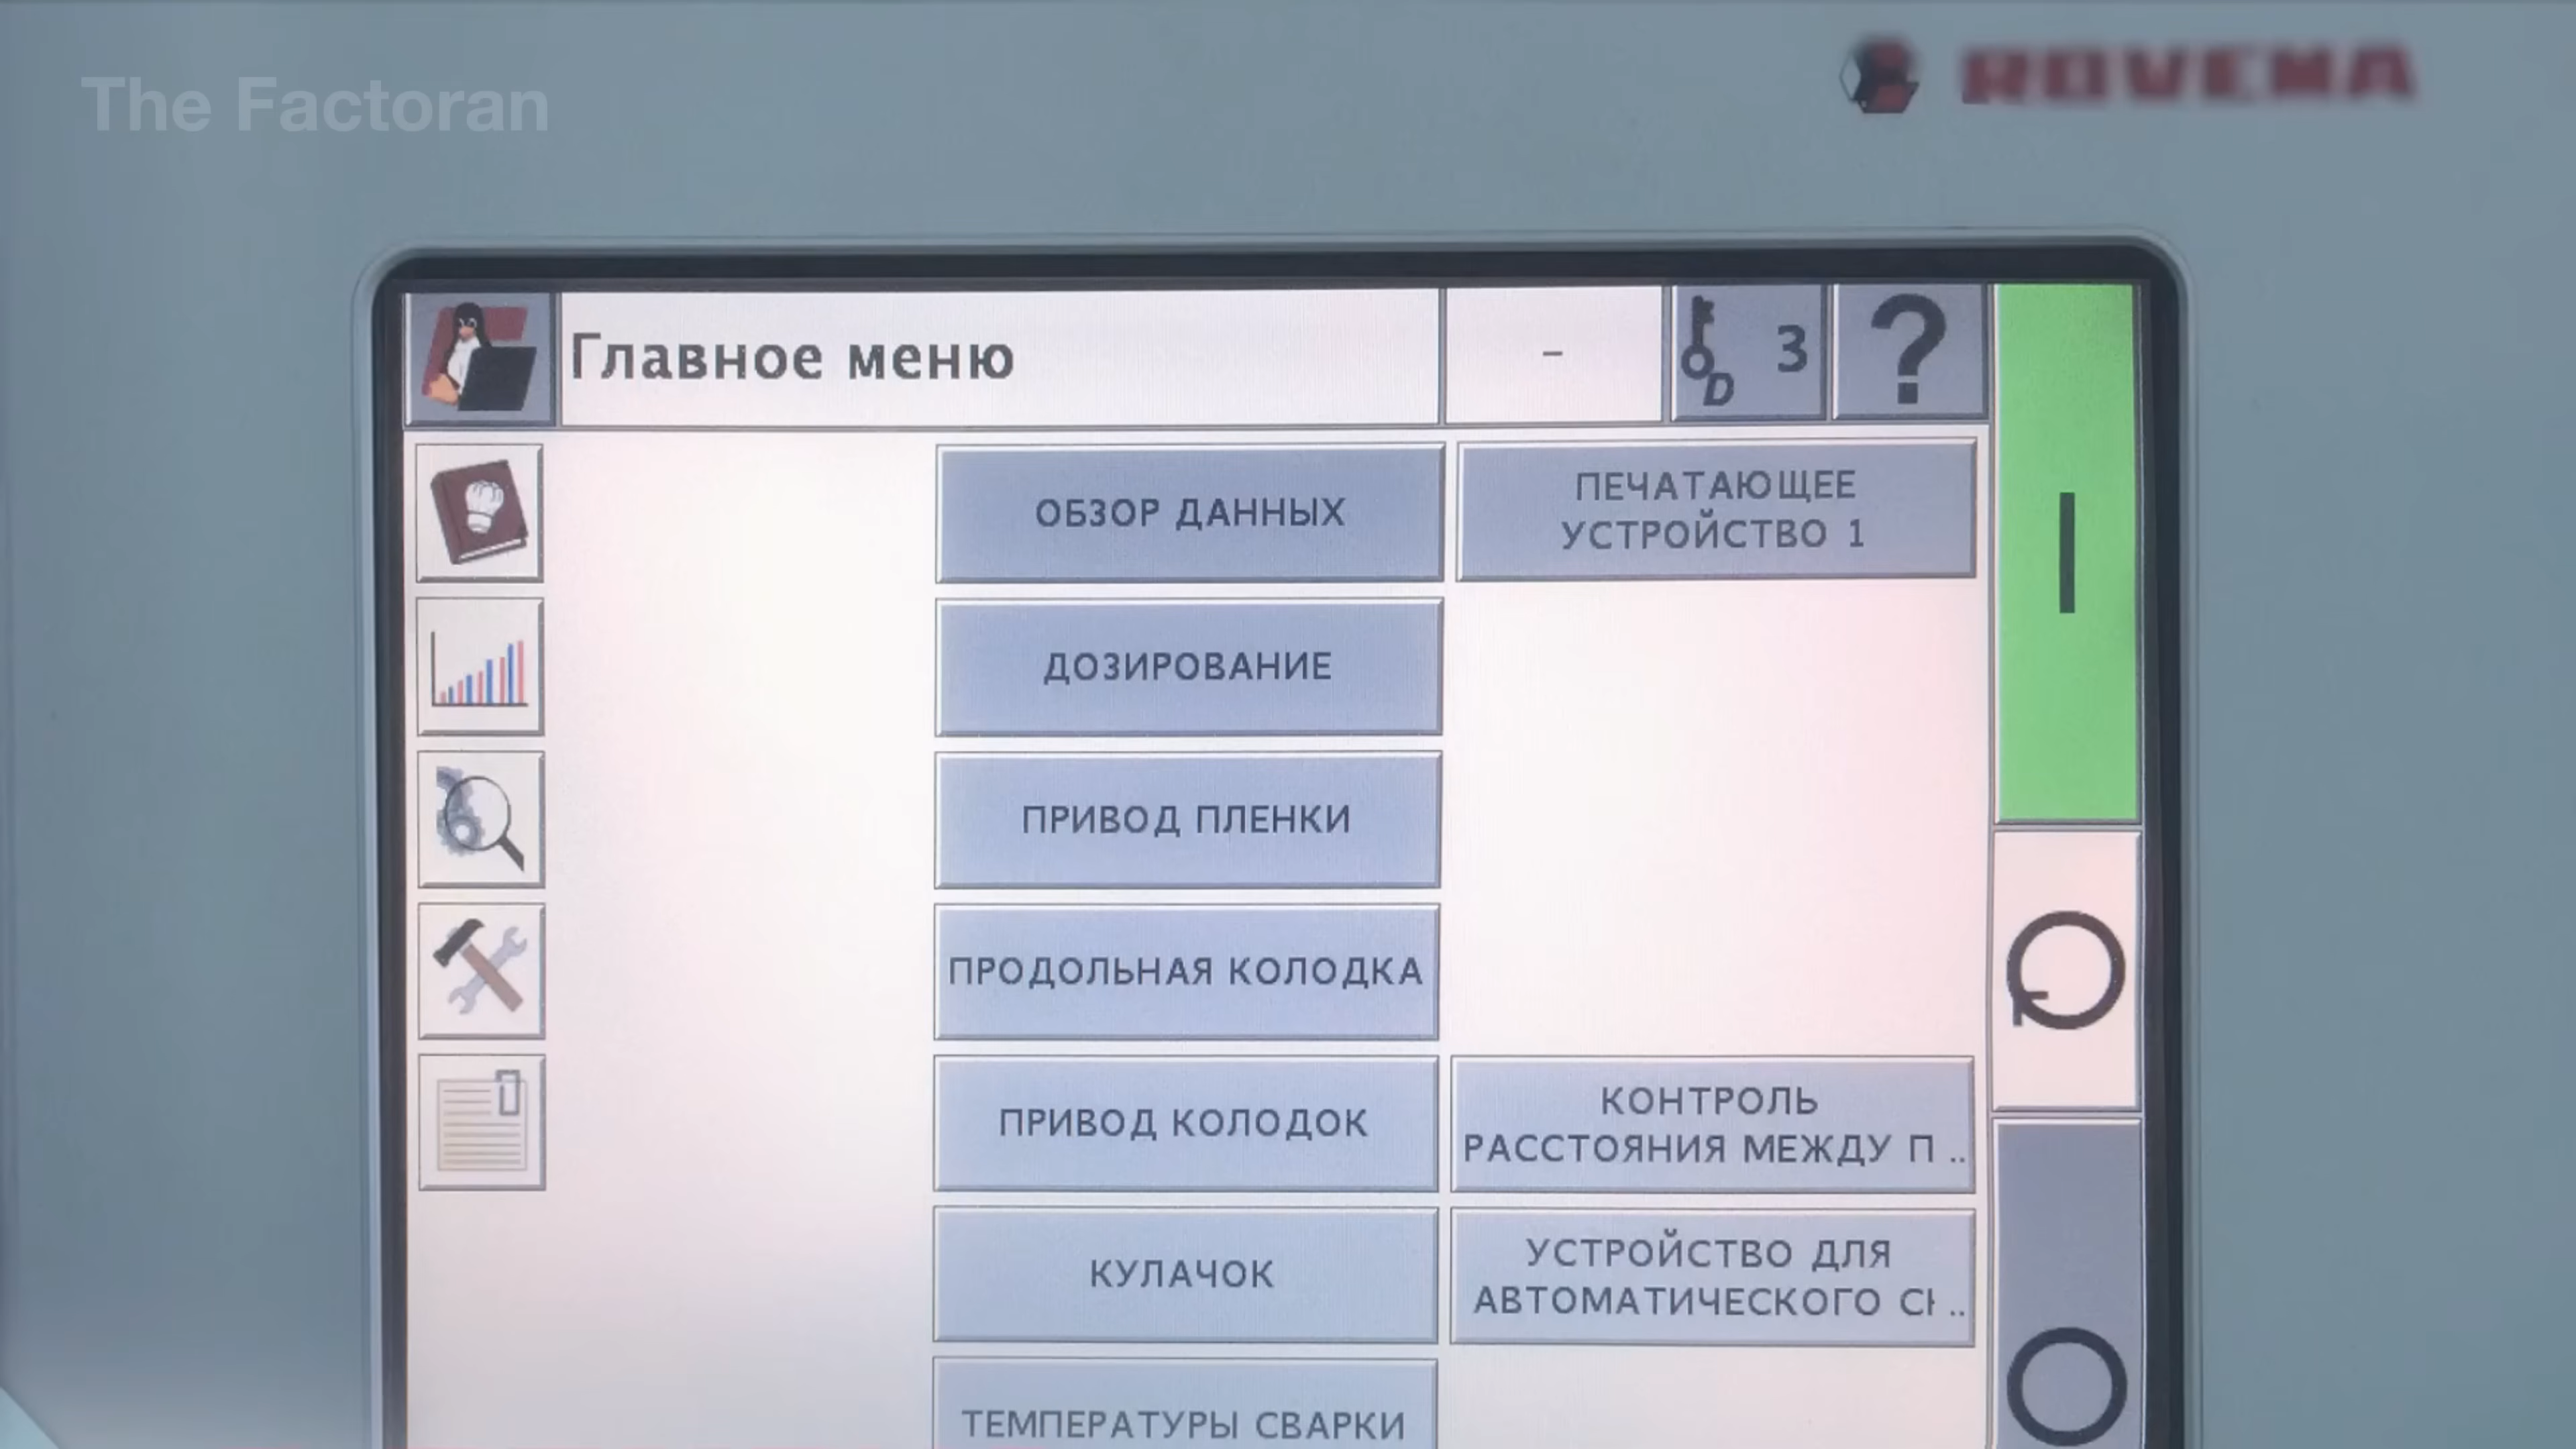 The Factoran
ROVEMA
Главное меню
-
D 3
?
ОБЗОР ДАННЫХ
ПЕЧАТАЮЩЕЕ
УСТРОЙСТВО 1
ДОЗИРОВАНИЕ
ПРИВОД ПЛЕНКИ
ПРОДОЛЬНАЯ КОЛОДКА
ПРИВОД КОЛОДОК
КОНТРОЛЬ
РАССТОЯНИЯ МЕЖДУ П ..
КУЛАЧОК
УСТРОЙСТВО ДЛЯ
АВТОМАТИЧЕСКОГО С ..
ТЕМПЕРАТУРЫ СВАРКИ